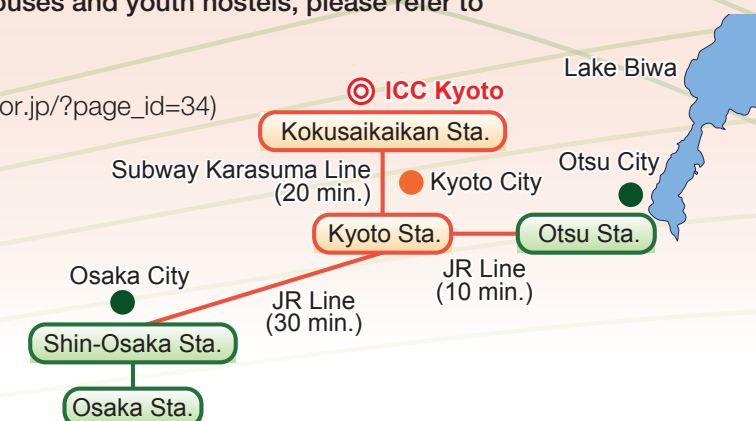 ouses and youth hostels, please refer to
or.jp/?page_id=34)
Lake Biwa
ICC Kyoto
Kokusaikaikan Sta.
Subway Karasuma Line
(20 min.)
Kyoto City
Otsu City
Kyoto Sta.
Otsu Sta.
JR Line
(10 min.)
Osaka City
JR Line
(30 min.)
Shin-Osaka Sta.
Osaka Sta.